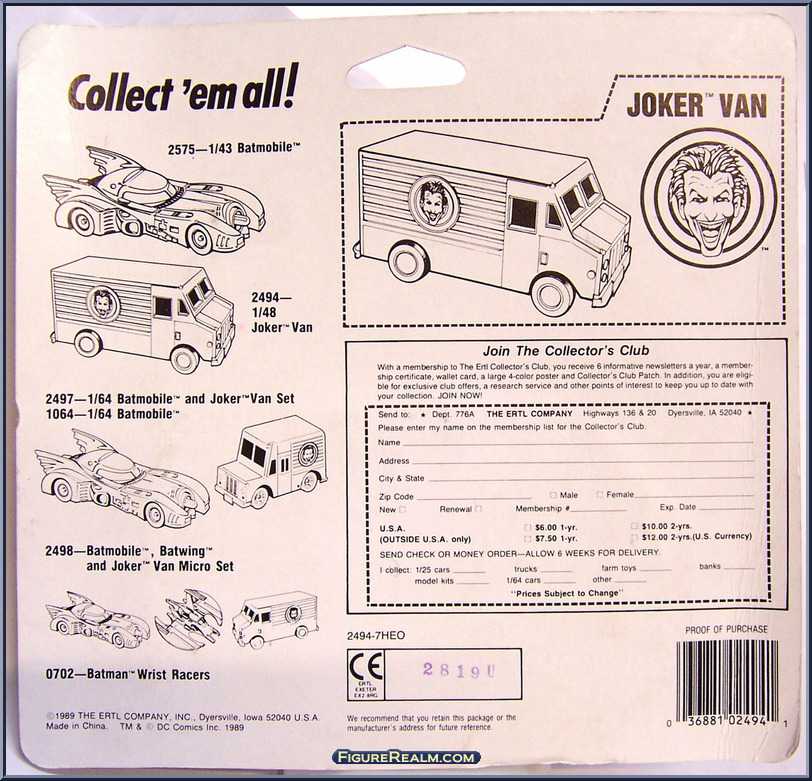 Collect 'em all!
2575—1/43 Batmobile™
2494—
1/48
Joker™ Van
2497—1/64 Batmobile™ and Joker™ Van Set
1064—1/64 Batmobile™
2498—Batmobile™, Batwing™
and Joker™ Van Micro Set
0702—Batman™ Wrist Racers
©1989 THE ERTL COMPANY, INC., Dyersville, Iowa 52040 U.S.A.
Made in China. TM & © DC Comics Inc. 1989
JOKER™ VAN
™
Join The Collector's Club
With a membership to The Ertl Collector's Club, you receive 6 informative newsletters a year, a member-
ship certificate, wallet card, a large 4-color poster and Collector's Club Patch. In addition, you are eligi-
ble for exclusive club offers, a research service and other points of interest to keep you up to date with
your collection. JOIN NOW!
Send to: ★ Dept. 776A THE ERTL COMPANY Highways 136 & 20 Dyersville, IA 52040 ★
Please enter my name on the membership list for the Collector's Club.
Name
Address
City & State
Zip Code □ Male □ Female
New □ Renewal □ Membership # Exp. Date
U.S.A. □ $6.00 1-yr. □ $10.00 2-yrs.
(OUTSIDE U.S.A. only) □ $7.50 1-yr. □ $12.00 2-yrs.(U.S. Currency)
SEND CHECK OR MONEY ORDER—ALLOW 6 WEEKS FOR DELIVERY
I collect: 1/25 cars trucks farm toys banks
model kits 1/64 cars other
"Prices Subject to Change"
2494-7HEO
CE
ERTL
EXETER
EX2 8RG
2819U
We recommend that you retain this package or the
manufacturer's address for future reference.
PROOF OF PURCHASE
0 36881 02494 1
FigureRealm.com